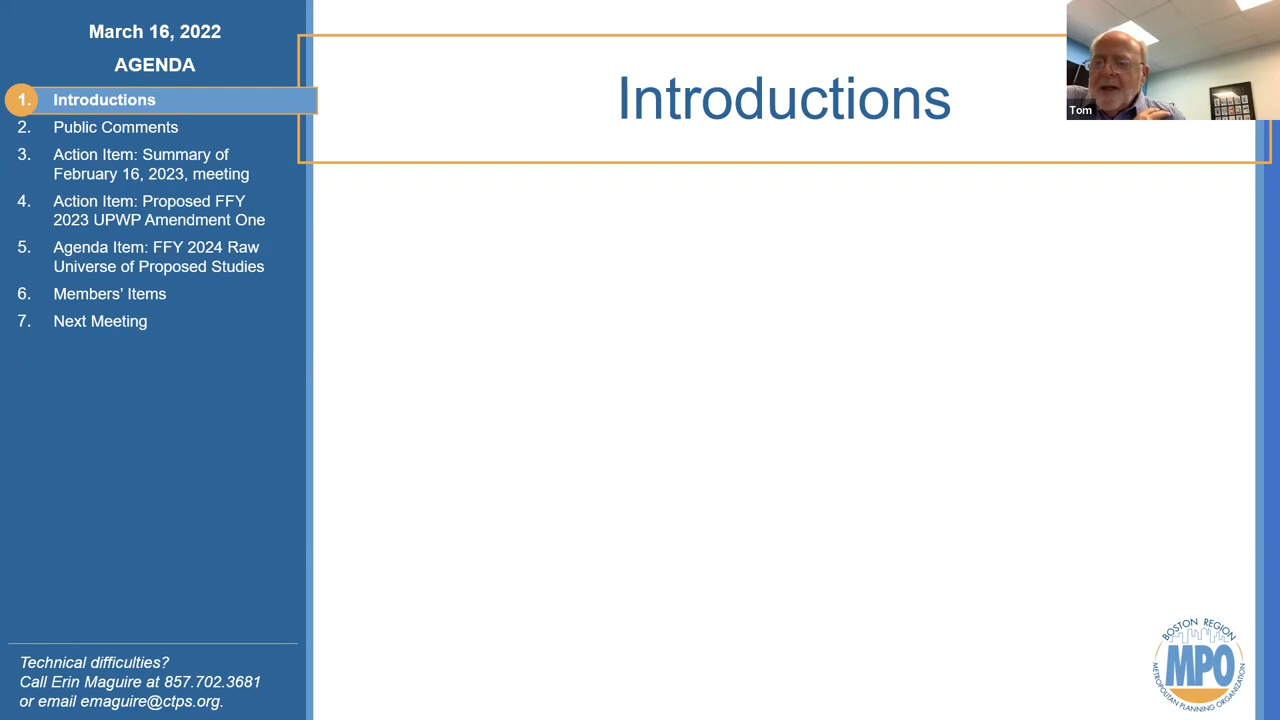 March 16, 2022
AGENDA
1. Introductions
2. Public Comments
3. Action Item: Summary of
February 16, 2023, meeting
4. Action Item: Proposed FFY
2023 UPWP Amendment One
5. Agenda Item: FFY 2024 Raw
Universe of Proposed Studies
6. Members’ Items
7. Next Meeting
Technical difficulties?
Call Erin Maguire at 857.702.3681
or email emaguire@ctps.org.
Introductions
Tom
BOSTON REGION
MPO
METROPOLITAN PLANNING ORGANIZATION